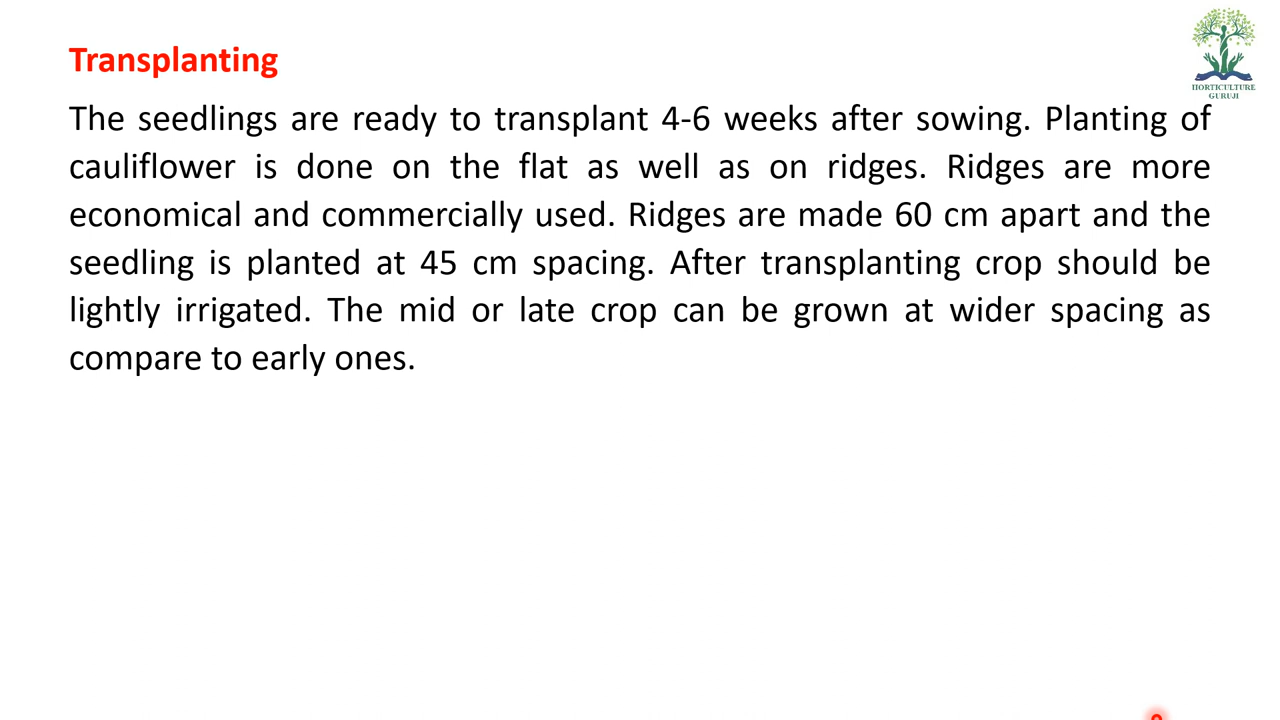 Transplanting
HORTICULTURE
GURUJI
The seedlings are ready to transplant 4-6 weeks after sowing. Planting of
cauliflower is done on the flat as well as on ridges. Ridges are more
economical and commercially used. Ridges are made 60 cm apart and the
seedling is planted at 45 cm spacing. After transplanting crop should be
lightly irrigated. The mid or late crop can be grown at wider spacing as
compare to early ones.